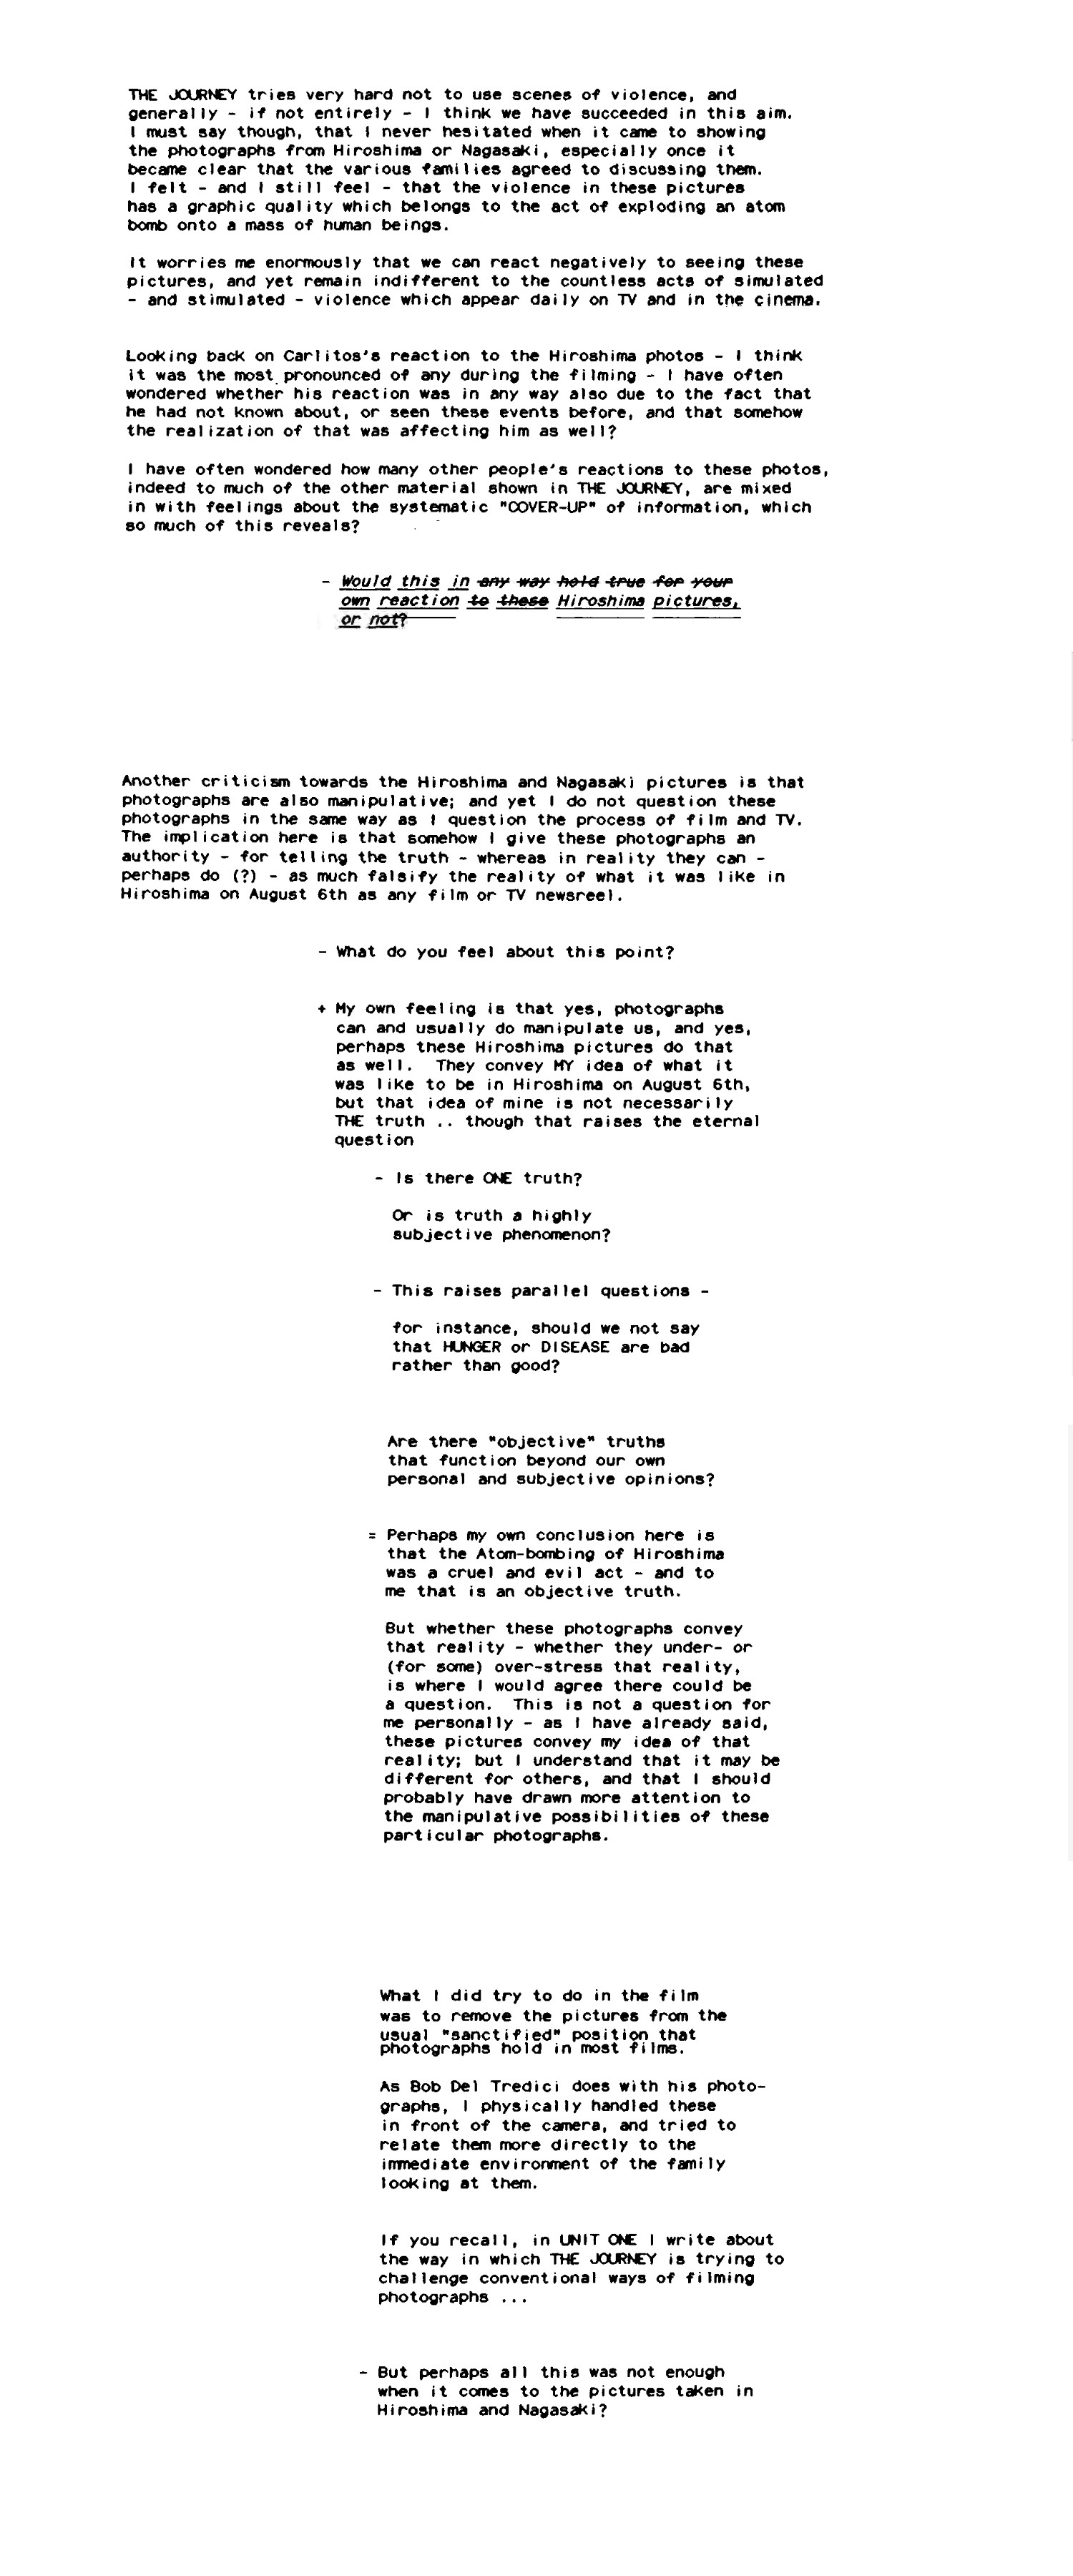 THE JOURNEY tries very hard not to use scenes of violence, and
generally - if not entirely - I think we have succeeded in this aim.
I must say though, that I never hesitated when it came to showing
the photographs from Hiroshima or Nagasaki, especially once it
became clear that the various families agreed to discussing them.
I felt - and I still feel - that the violence in these pictures
has a graphic quality which belongs to the act of exploding an atom
bomb onto a mass of human beings.
It worries me enormously that we can react negatively to seeing these
pictures, and yet remain indifferent to the countless acts of simulated
- and stimulated - violence which appear daily on TV and in the cinema.
Looking back on Carlitos's reaction to the Hiroshima photos - I think
it was the most pronounced of any during the filming - I have often
wondered whether his reaction was in any way also due to the fact that
he had not known about, or seen these events before, and that somehow
the realization of that was affecting him as well?
I have often wondered how many other people's reactions to these photos,
indeed to much of the other material shown in THE JOURNEY, are mixed
in with feelings about the systematic "COVER-UP" of information, which
so much of this reveals?
- Would this in any way hold true for your
own reaction to these Hiroshima pictures,
or not?
Another criticism towards the Hiroshima and Nagasaki pictures is that
photographs are also manipulative; and yet I do not question these
photographs in the same way as I question the process of film and TV.
The implication here is that somehow I give these photographs an
authority - for telling the truth - whereas in reality they can -
perhaps do (?) - as much falsify the reality of what it was like in
Hiroshima on August 6th as any film or TV newsreel.
- What do you feel about this point?
+ My own feeling is that yes, photographs
can and usually do manipulate us, and yes,
perhaps these Hiroshima pictures do that
as well. They convey MY idea of what it
was like to be in Hiroshima on August 6th,
but that idea of mine is not necessarily
THE truth .. though that raises the eternal
question
- Is there ONE truth?
Or is truth a highly
subjective phenomenon?
- This raises parallel questions -
for instance, should we not say
that HUNGER or DISEASE are bad
rather than good?
Are there "objective" truths
that function beyond our own
personal and subjective opinions?
= Perhaps my own conclusion here is
that the Atom-bombing of Hiroshima
was a cruel and evil act - and to
me that is an objective truth.
But whether these photographs convey
that reality - whether they under- or
(for some) over-stress that reality,
is where I would agree there could be
a question. This is not a question for
me personally - as I have already said,
these pictures convey my idea of that
reality; but I understand that it may be
different for others, and that I should
probably have drawn more attention to
the manipulative possibilities of these
particular photographs.
What I did try to do in the film
was to remove the pictures from the
usual "sanctified" position that
photographs hold in most films.
As Bob Del Tredici does with his photo-
graphs, I physically handled these
in front of the camera, and tried to
relate them more directly to the
immediate environment of the family
looking at them.
If you recall, in UNIT ONE I write about
the way in which THE JOURNEY is trying to
challenge conventional ways of filming
photographs ...
- But perhaps all this was not enough
when it comes to the pictures taken in
Hiroshima and Nagasaki?